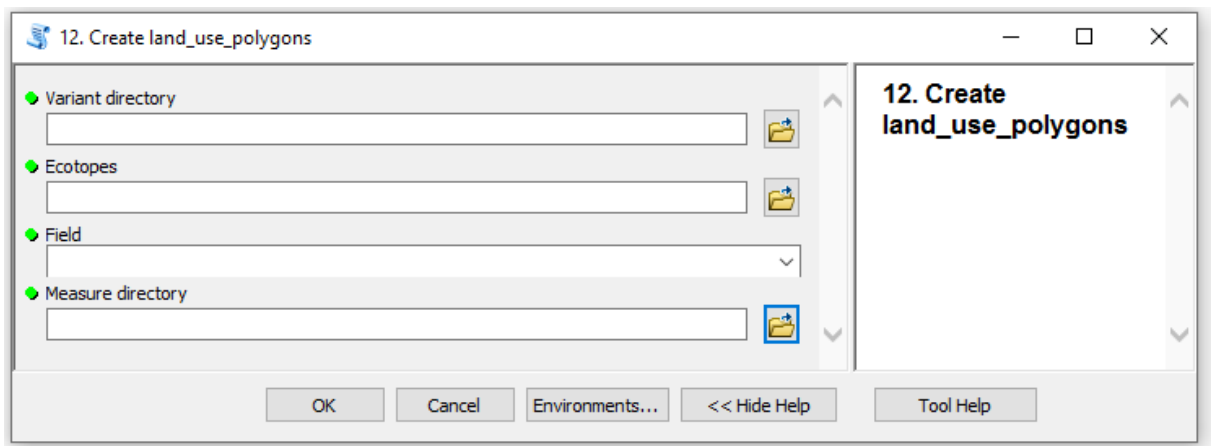 12. Create land_use_polygons
Variant directory
Ecotopes
Field
Measure directory
12. Create
land_use_polygons
OK
Cancel
Environments...
<< Hide Help
Tool Help